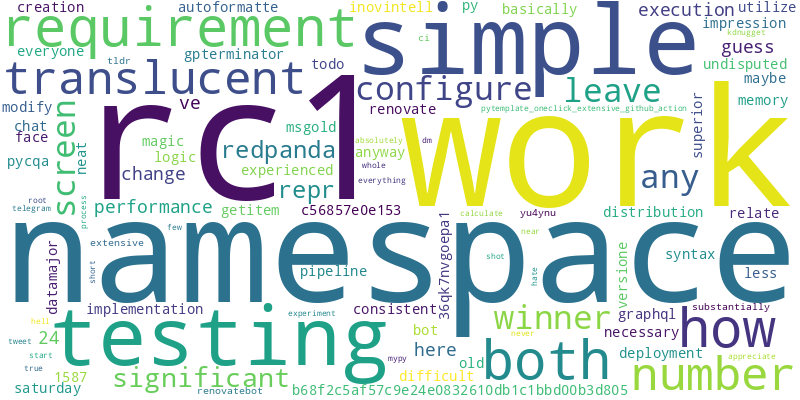 creation autoformatte inovintell py basically execution utilize
requirement simple impression kdnugget
everyone tldr gpterminator todo ci guess undisputed
translucent configure leave maybe memory
modify ve rc1 renovate pytemplate_oneclick_extensive_github_action work
chat face screen magic msgold absolutely dm superior
pycqa neat logic redpanda anyway whole
change experienced repr everything any
root telegram process performance getitem c56857e0e153 calculate yu4ynu distribution relate
namespace
datamajor short extensive few pipeline 36qk7nvgoepa1 near shot hate versione syntax less
implementation consistent graphql substantially
hell 24 testing experiment bot here winner never necessary how
tweet start old both deployment appreciate
true 1587 significant mypy difficult number
saturday renovatebot b68f2c5af57c9e24e0832610db1c1bbd00b3d805